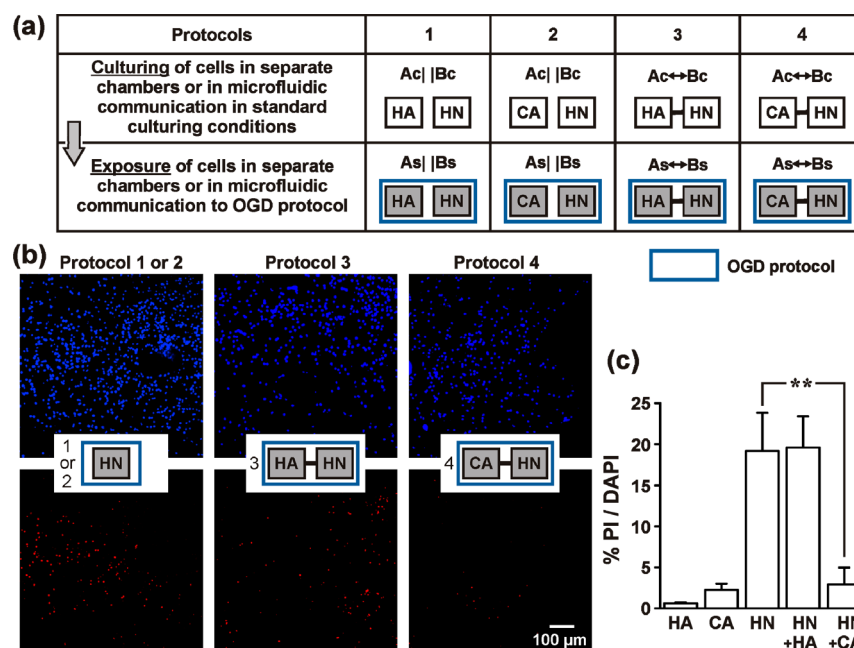 (a)
Protocols 1 2 3 4
Culturing of cells in separate
chambers or in microfluidic
communication in standard
culturing conditions
Ac| |Bc Ac| |Bc Ac↔Bc Ac↔Bc
HA HN CA HN HA HN CA HN
Exposure of cells in separate
chambers or in microfluidic
communication to OGD protocol
As| |Bs As| |Bs As↔Bs As↔Bs
HA HN CA HN HA HN CA HN
(b)
Protocol 1 or 2 Protocol 3 Protocol 4
OGD protocol
1
or
2
HN
3 HA HN
4 CA HN
100 µm
(c)
**
% PI / DAPI
25
20
15
10
5
0
HA CA HN HN HN
+HA +CA